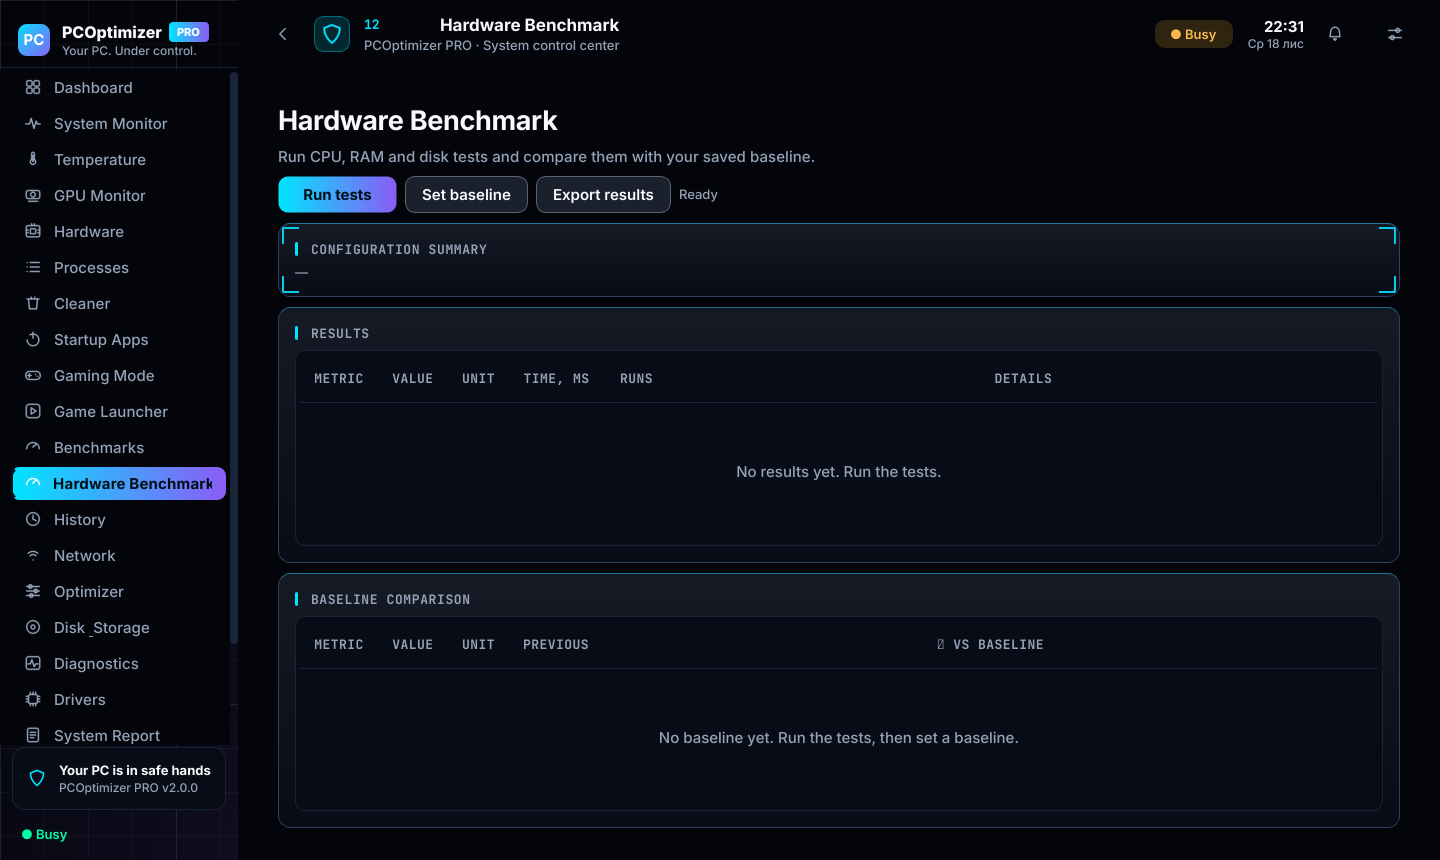 PC
PCOptimizer PRO
Your PC. Under control.
Dashboard
System Monitor
Temperature
GPU Monitor
Hardware
Processes
Cleaner
Startup Apps
Gaming Mode
Game Launcher
Benchmarks
Hardware Benchmark
History
Network
Optimizer
Disk _Storage
Diagnostics
Drivers
System Report
Your PC is in safe hands
PCOptimizer PRO v2.0.0
Busy
12 Hardware Benchmark
PCOptimizer PRO · System control center
Busy
22:31
Ср 18 лис
Hardware Benchmark
Run CPU, RAM and disk tests and compare them with your saved baseline.
Run tests Set baseline Export results Ready
CONFIGURATION SUMMARY
—
RESULTS
METRIC VALUE UNIT TIME, MS RUNS DETAILS
No results yet. Run the tests.
BASELINE COMPARISON
METRIC VALUE UNIT PREVIOUS VS BASELINE
No baseline yet. Run the tests, then set a baseline.